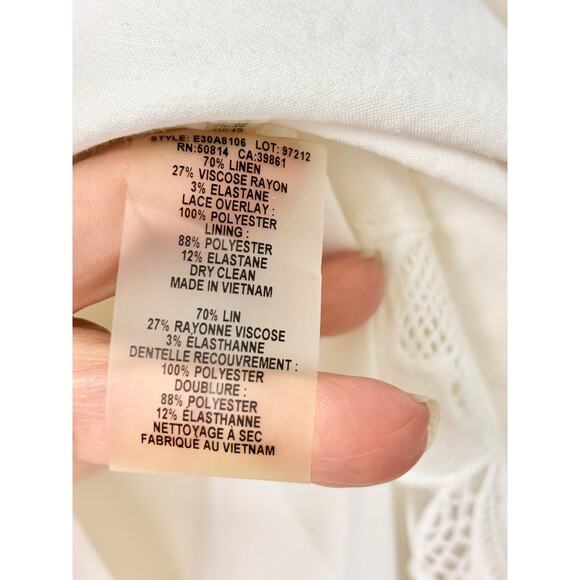 STYLE: E30A8106 LOT: 97212
RN:50814 CA:39861
70% LINEN
27% VISCOSE RAYON
3% ELASTANE
LACE OVERLAY :
100% POLYESTER
LINING :
88% POLYESTER
12% ELASTANE
DRY CLEAN
MADE IN VIETNAM
70% LIN
27% RAYONNE VISCOSE
3% ÉLASTHANNE
DENTELLE RECOUVREMENT :
100% POLYESTER
DOUBLURE :
88% POLYESTER
12% ÉLASTHANNE
NETTOYAGE À SEC
FABRIQUÉ AU VIETNAM